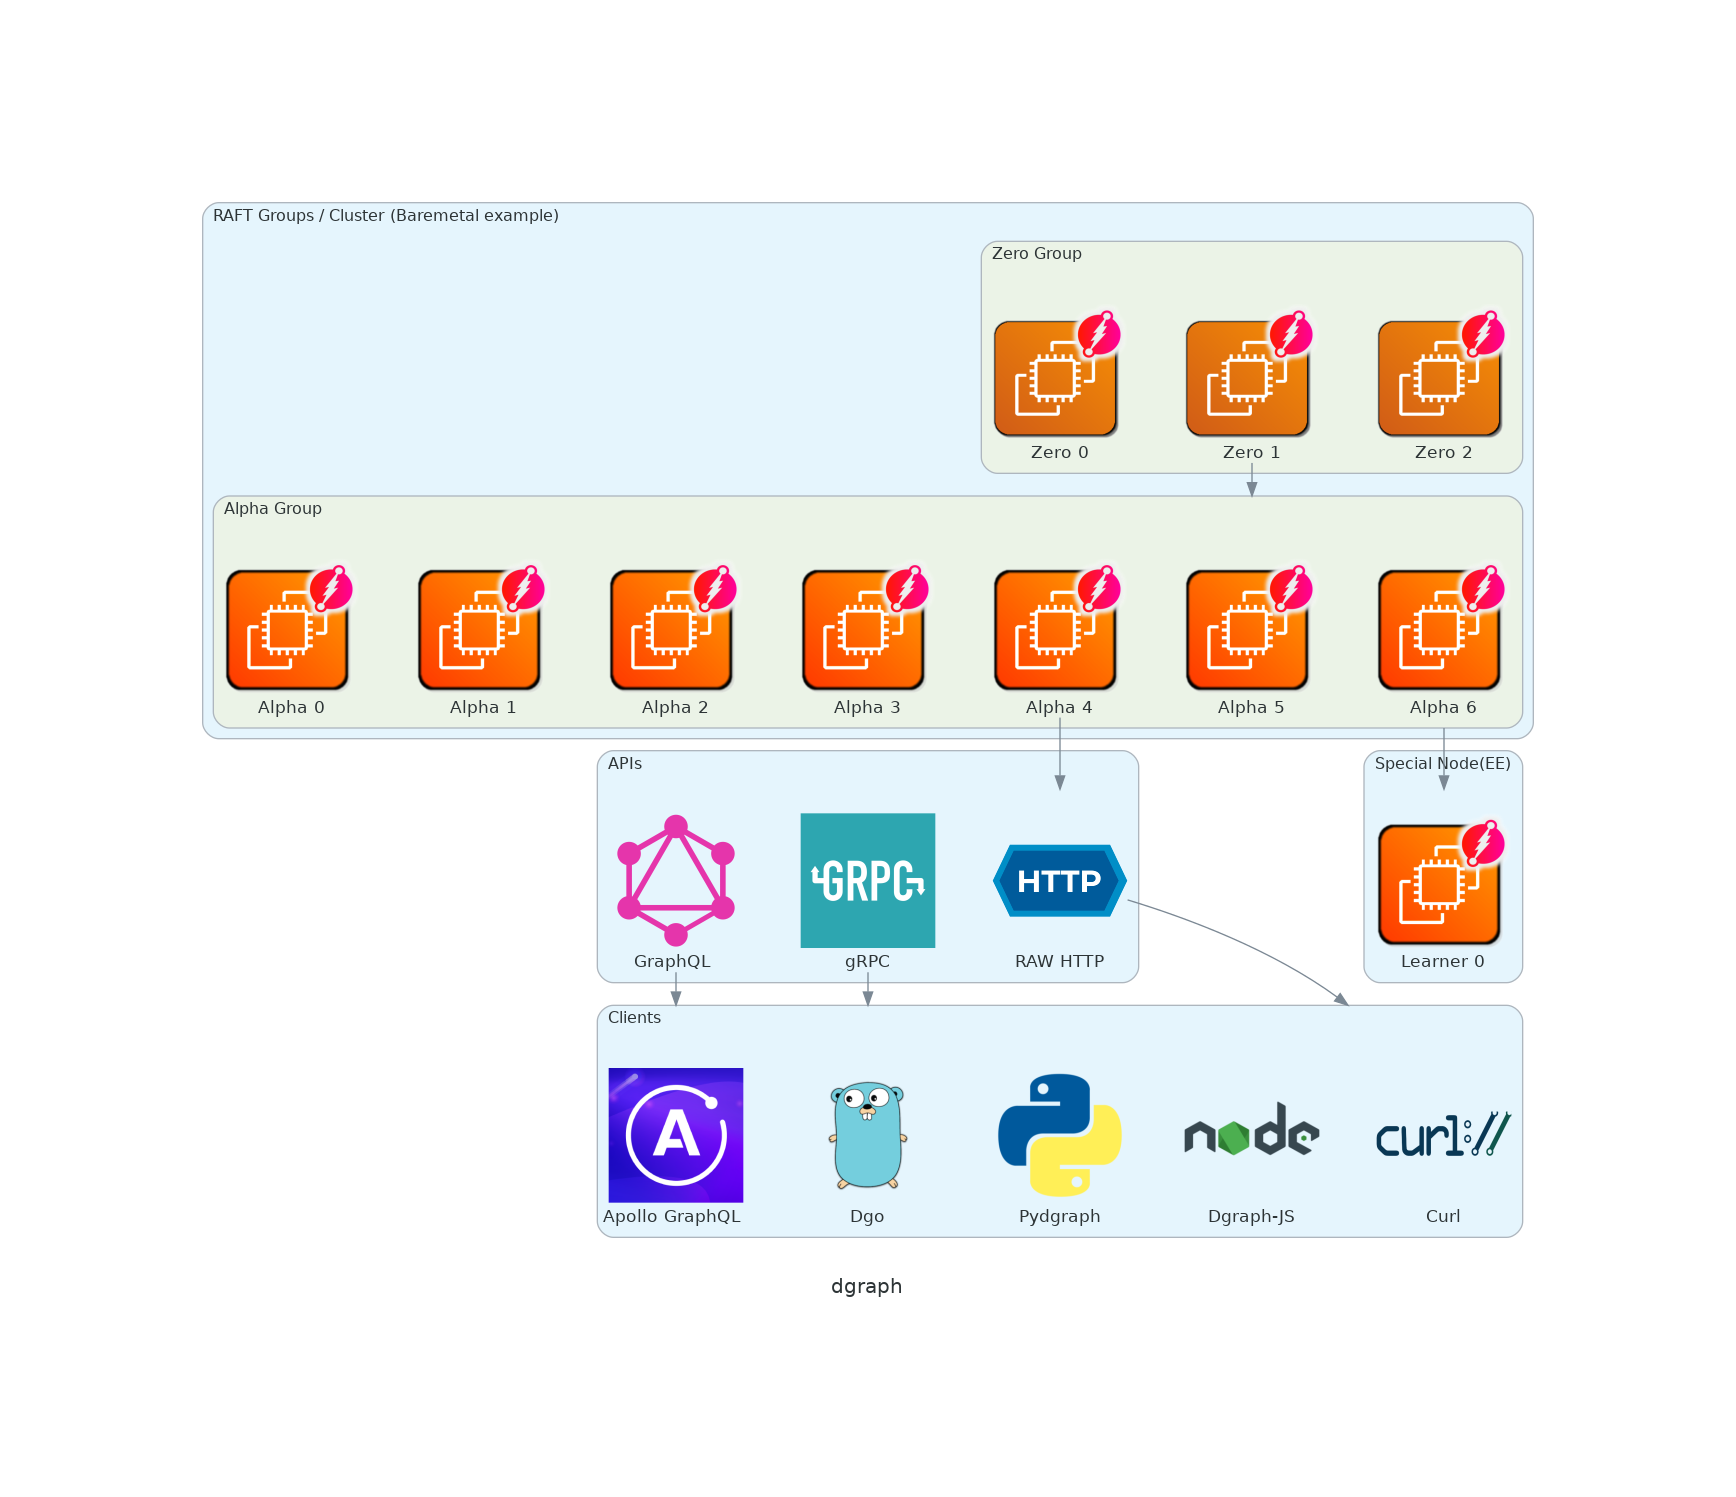 RAFT Groups / Cluster (Baremetal example)
Zero Group
Zero 0
Zero 1
Zero 2
Alpha Group
Alpha 0
Alpha 1
Alpha 2
Alpha 3
Alpha 4
Alpha 5
Alpha 6
APIs
Special Node(EE)
GRPC
HTTP
GraphQL
gRPC
RAW HTTP
Learner 0
Clients
A
node
curl://
Apollo GraphQL
Dgo
Pydgraph
Dgraph-JS
Curl
dgraph